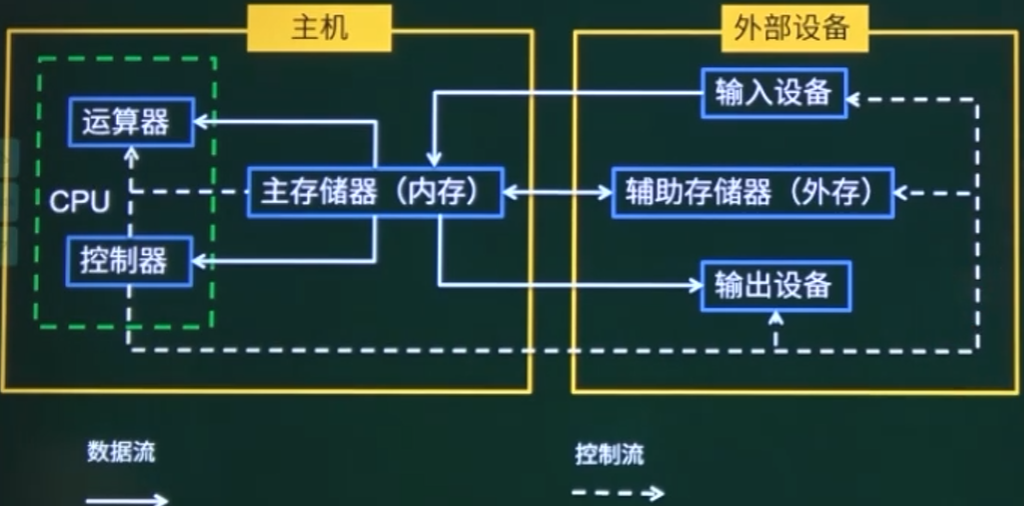 主机
外部设备
运算器
CPU
控制器
主存储器（内存）
输入设备
辅助存储器（外存）
输出设备
数据流
控制流